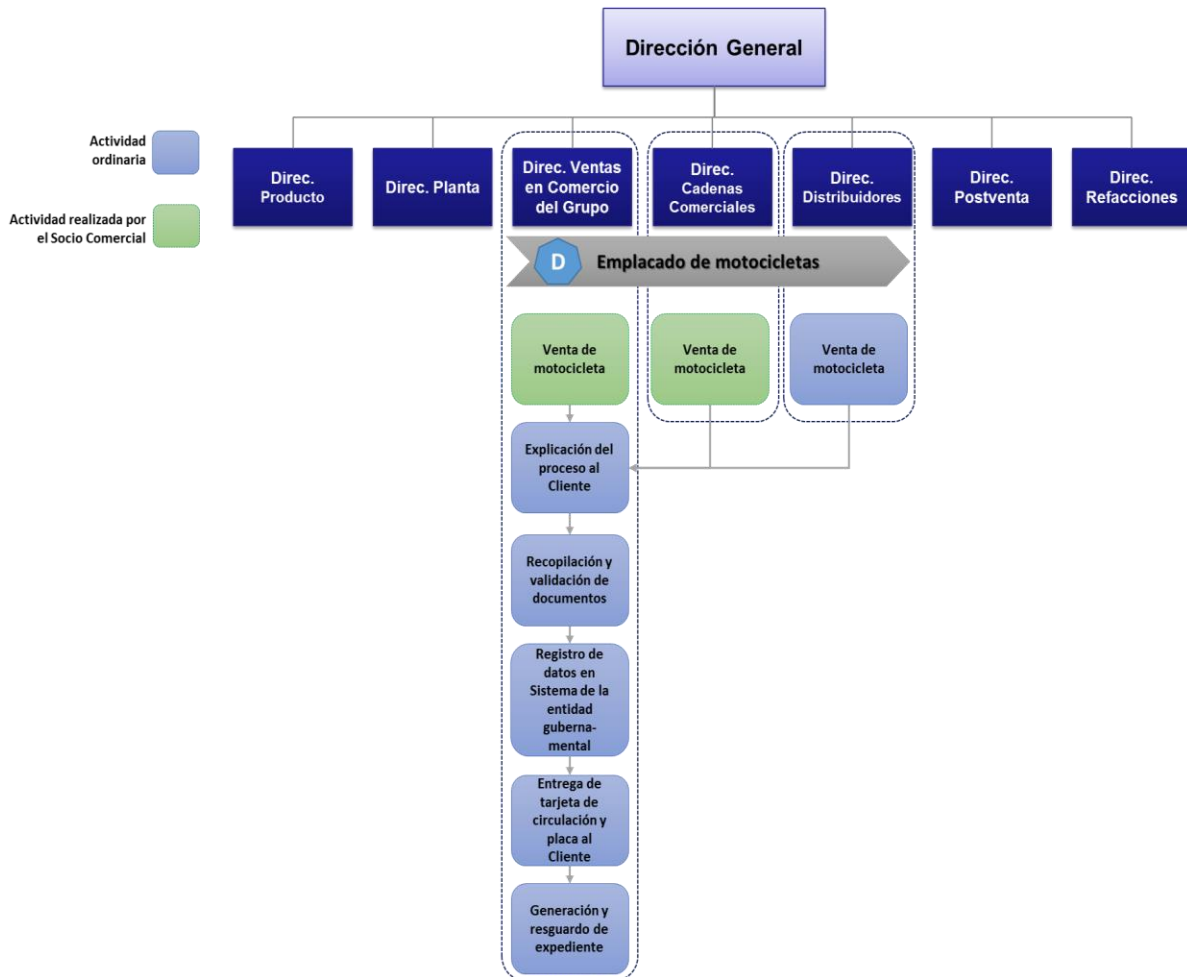 Dirección General
Actividad
ordinaria
Actividad realizada por
el Socio Comercial
Direc.
Producto
Direc. Planta
Direc. Ventas
en Comercio
del Grupo
Direc.
Cadenas
Comerciales
Direc.
Distribuidores
Direc.
Postventa
Direc.
Refacciones
D
Emplacado de motocicletas
Venta de
motocicleta
Venta de
motocicleta
Venta de
motocicleta
Explicación del
proceso al
Cliente
Recopilación y
validación de
documentos
Registro de
datos en
Sistema de la
entidad
guberna-
mental
Entrega de
tarjeta de
circulación y
placa al
Cliente
Generación y
resguardo de
expediente